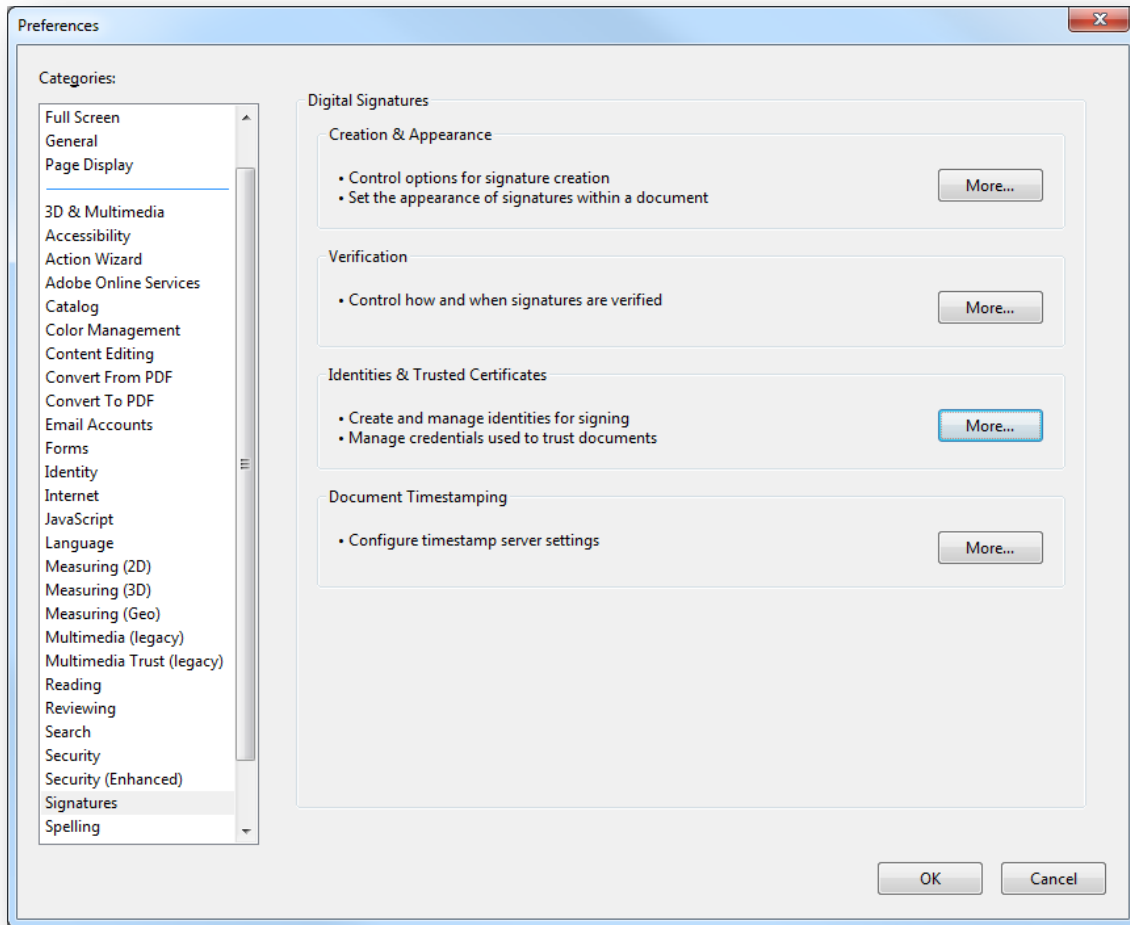 Preferences
Categories:
Full Screen
General
Page Display
3D & Multimedia
Accessibility
Action Wizard
Adobe Online Services
Catalog
Color Management
Content Editing
Convert From PDF
Convert To PDF
Email Accounts
Forms
Identity
Internet
JavaScript
Language
Measuring (2D)
Measuring (3D)
Measuring (Geo)
Multimedia (legacy)
Multimedia Trust (legacy)
Reading
Reviewing
Search
Security
Security (Enhanced)
Signatures
Spelling
Digital Signatures
Creation & Appearance
• Control options for signature creation
• Set the appearance of signatures within a document
More...
Verification
• Control how and when signatures are verified
More...
Identities & Trusted Certificates
• Create and manage identities for signing
• Manage credentials used to trust documents
More...
Document Timestamping
• Configure timestamp server settings
More...
OK
Cancel